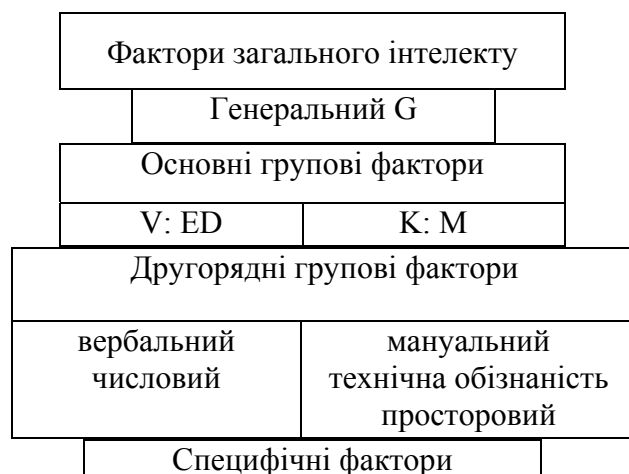 Фактори загального інтелекту
Генеральний G
Основні групові фактори
V: ED
K: M
Другорядні групові фактори
вербальний
числовий
мануальний
технічна обізнаність
просторовий
Специфічні фактори